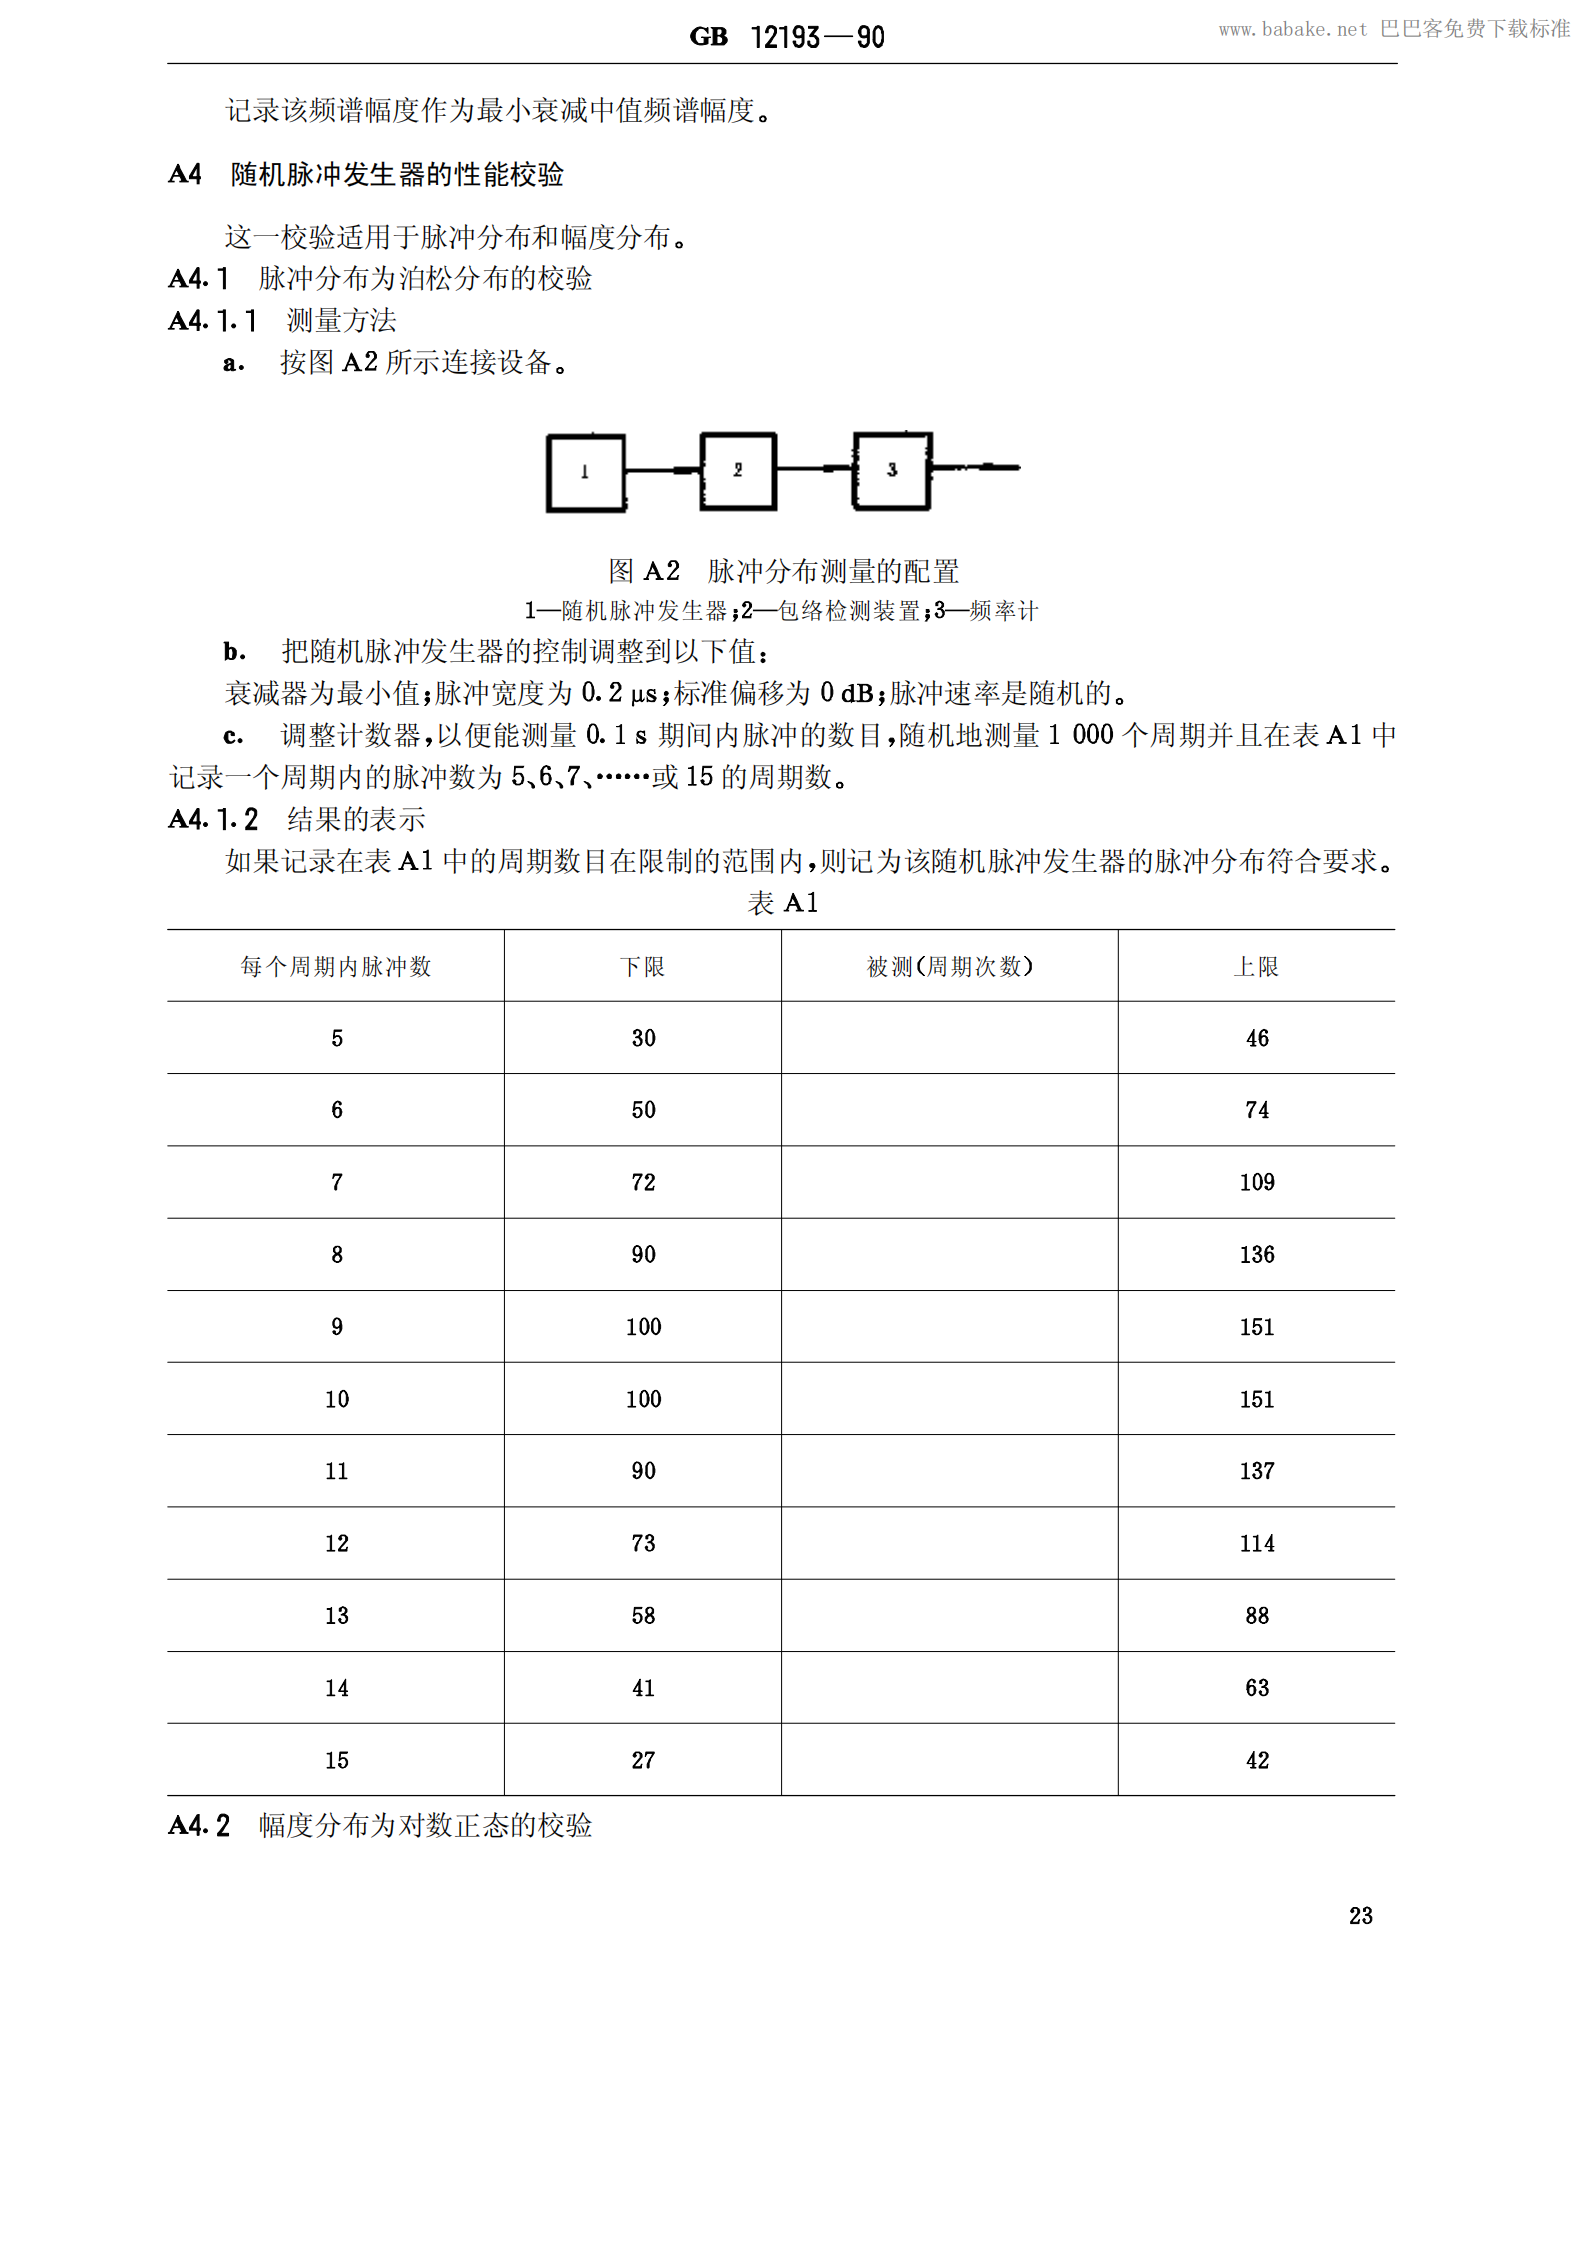 GB 12193—90
www.babake.net 巴巴客免费下载标准
记录该频谱幅度作为最小衰减中值频谱幅度。
A4 随机脉冲发生器的性能校验
这一校验适用于脉冲分布和幅度分布。
A4.1 脉冲分布为泊松分布的校验
A4.1.1 测量方法
a. 按图 A2 所示连接设备。
1 2 3
图 A2 脉冲分布测量的配置
1—随机脉冲发生器;2—包络检测装置;3—频率计
b. 把随机脉冲发生器的控制调整到以下值:
衰减器为最小值;脉冲宽度为 0.2 μs;标准偏移为 0 dB;脉冲速率是随机的。
c. 调整计数器,以便能测量 0.1 s 期间内脉冲的数目,随机地测量 1 000 个周期并且在表 A1 中
记录一个周期内的脉冲数为 5、6、7、……或 15 的周期数。
A4.1.2 结果的表示
如果记录在表 A1 中的周期数目在限制的范围内,则记为该随机脉冲发生器的脉冲分布符合要求。
表 A1
每个周期内脉冲数 下限 被测(周期次数) 上限
5 30 46
6 50 74
7 72 109
8 90 136
9 100 151
10 100 151
11 90 137
12 73 114
13 58 88
14 41 63
15 27 42
A4.2 幅度分布为对数正态的校验
23